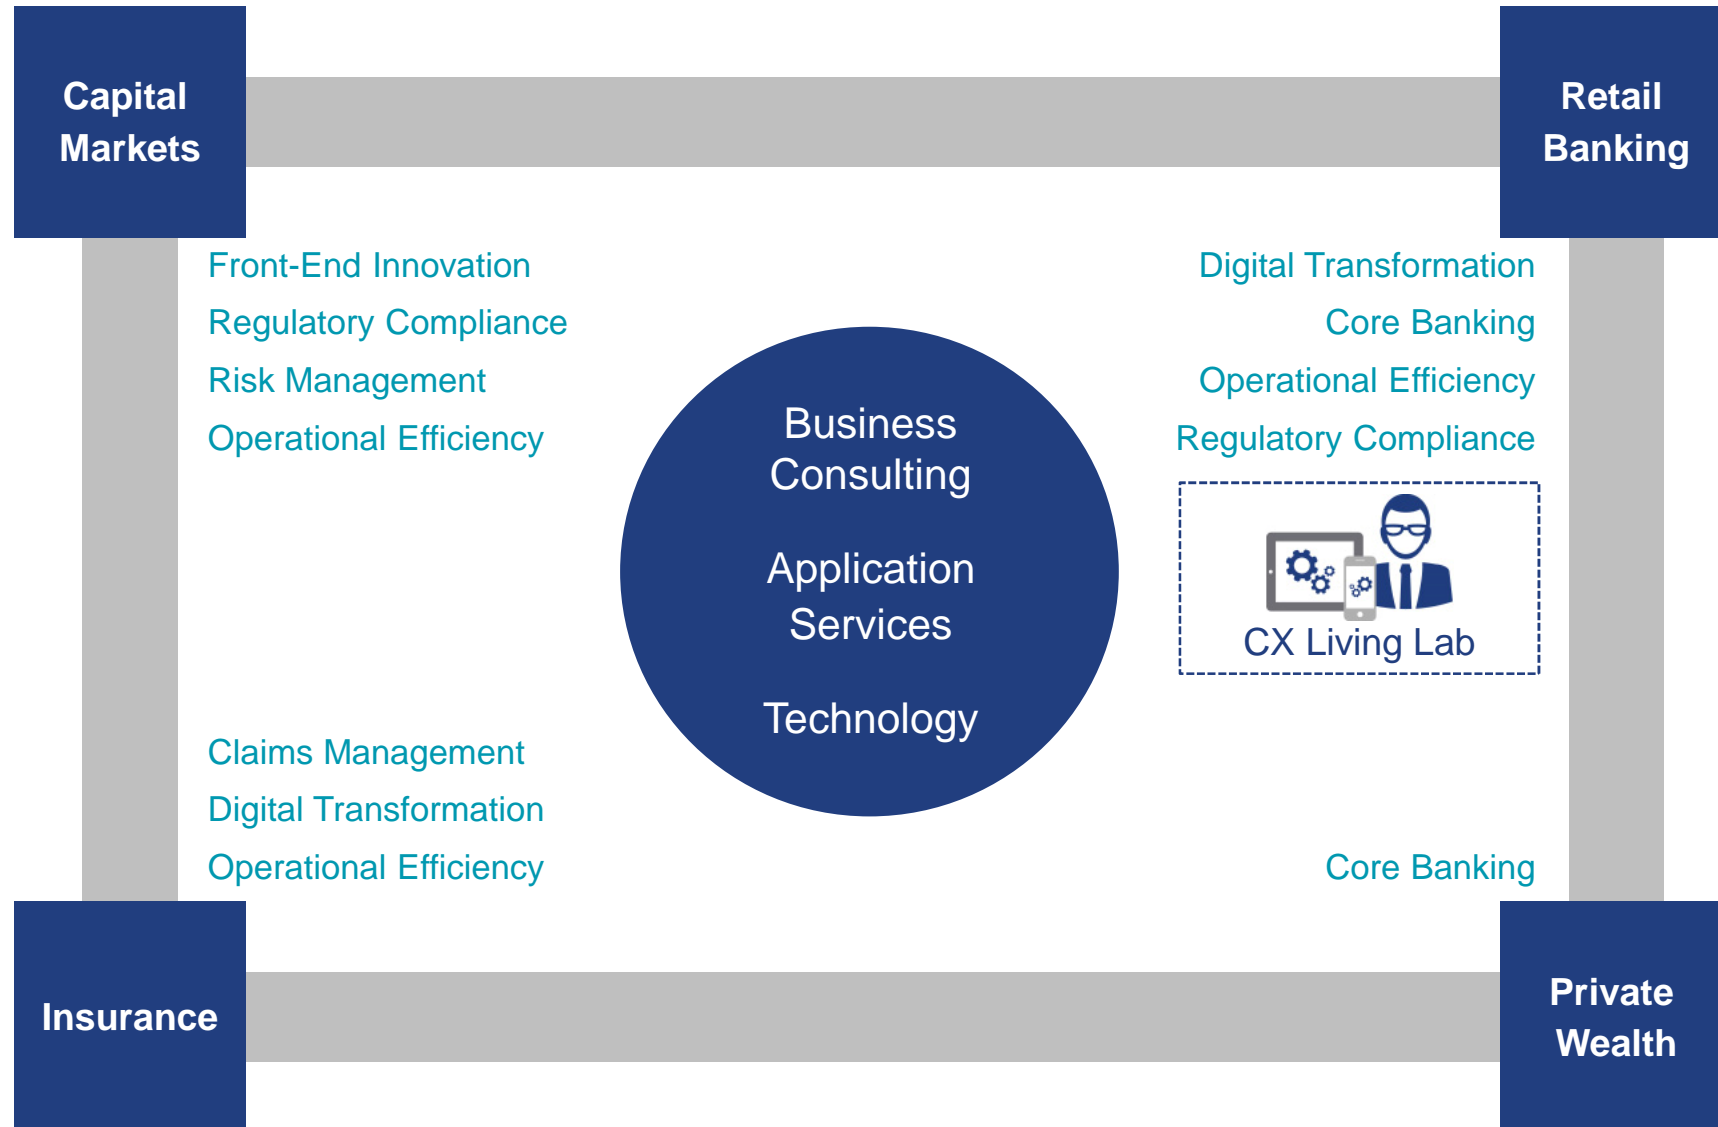 Capital
Markets
Retail
Banking
Front-End Innovation
Regulatory Compliance
Risk Management
Operational Efficiency
Digital Transformation
Core Banking
Operational Efficiency
Regulatory Compliance
Business
Consulting
Application
Services
Technology
CX Living Lab
Claims Management
Digital Transformation
Operational Efficiency
Core Banking
Insurance
Private
Wealth